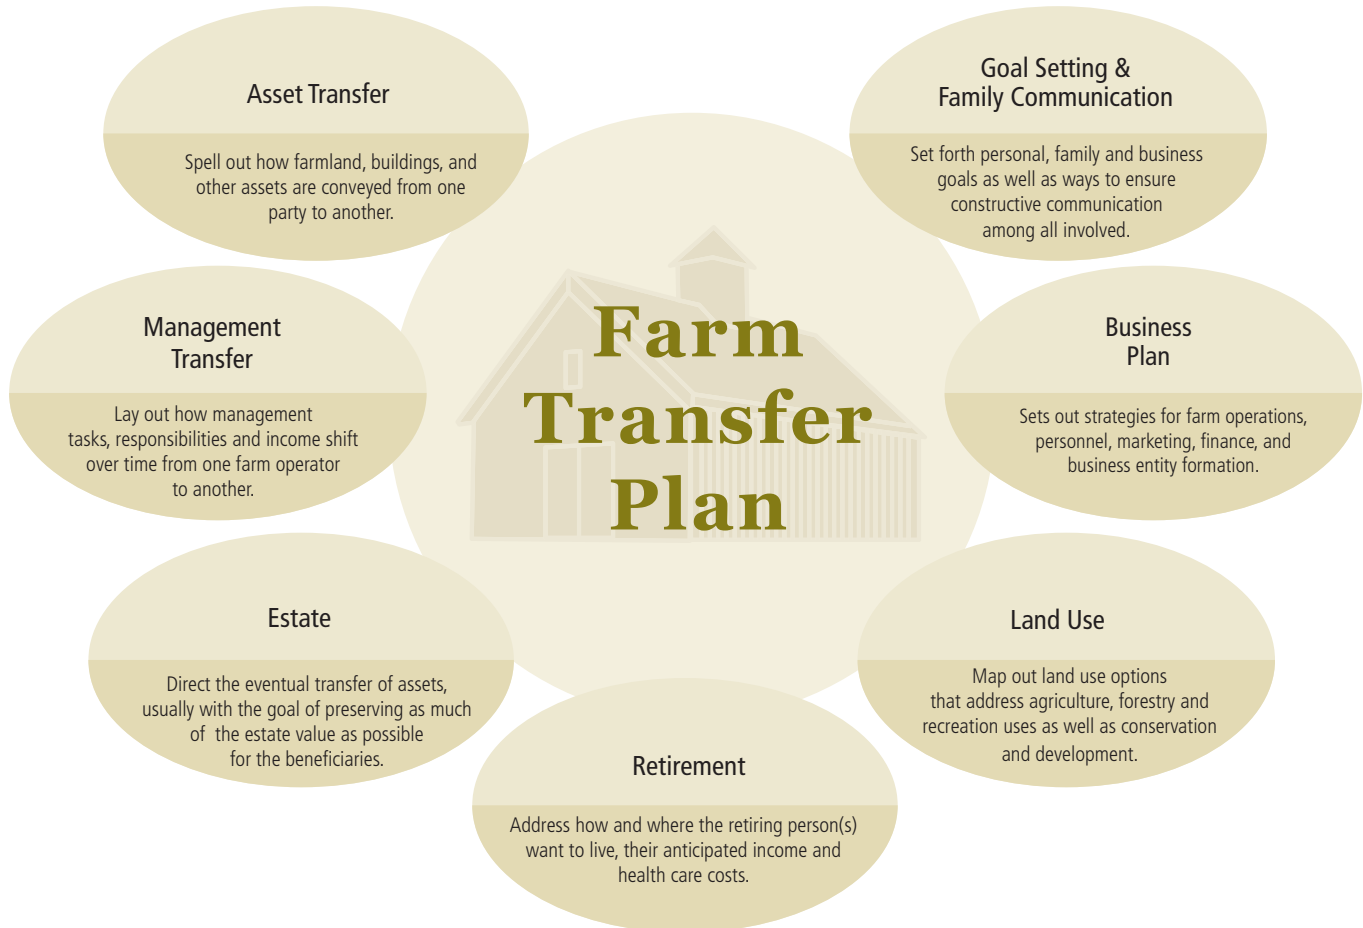 Asset Transfer
Spell out how farmland, buildings, and
other assets are conveyed from one
party to another.
Goal Setting &
Family Communication
Set forth personal, family and business
goals as well as ways to ensure
constructive communication
among all involved.
Management
Transfer
Lay out how management
tasks, responsibilities and income shift
over time from one farm operator
to another.
Farm
Transfer
Plan
Business
Plan
Sets out strategies for farm operations,
personnel, marketing, finance, and
business entity formation.
Estate
Direct the eventual transfer of assets,
usually with the goal of preserving as much
of the estate value as possible
for the beneficiaries.
Land Use
Map out land use options
that address agriculture, forestry and
recreation uses as well as conservation
and development.
Retirement
Address how and where the retiring person(s)
want to live, their anticipated income and
health care costs.